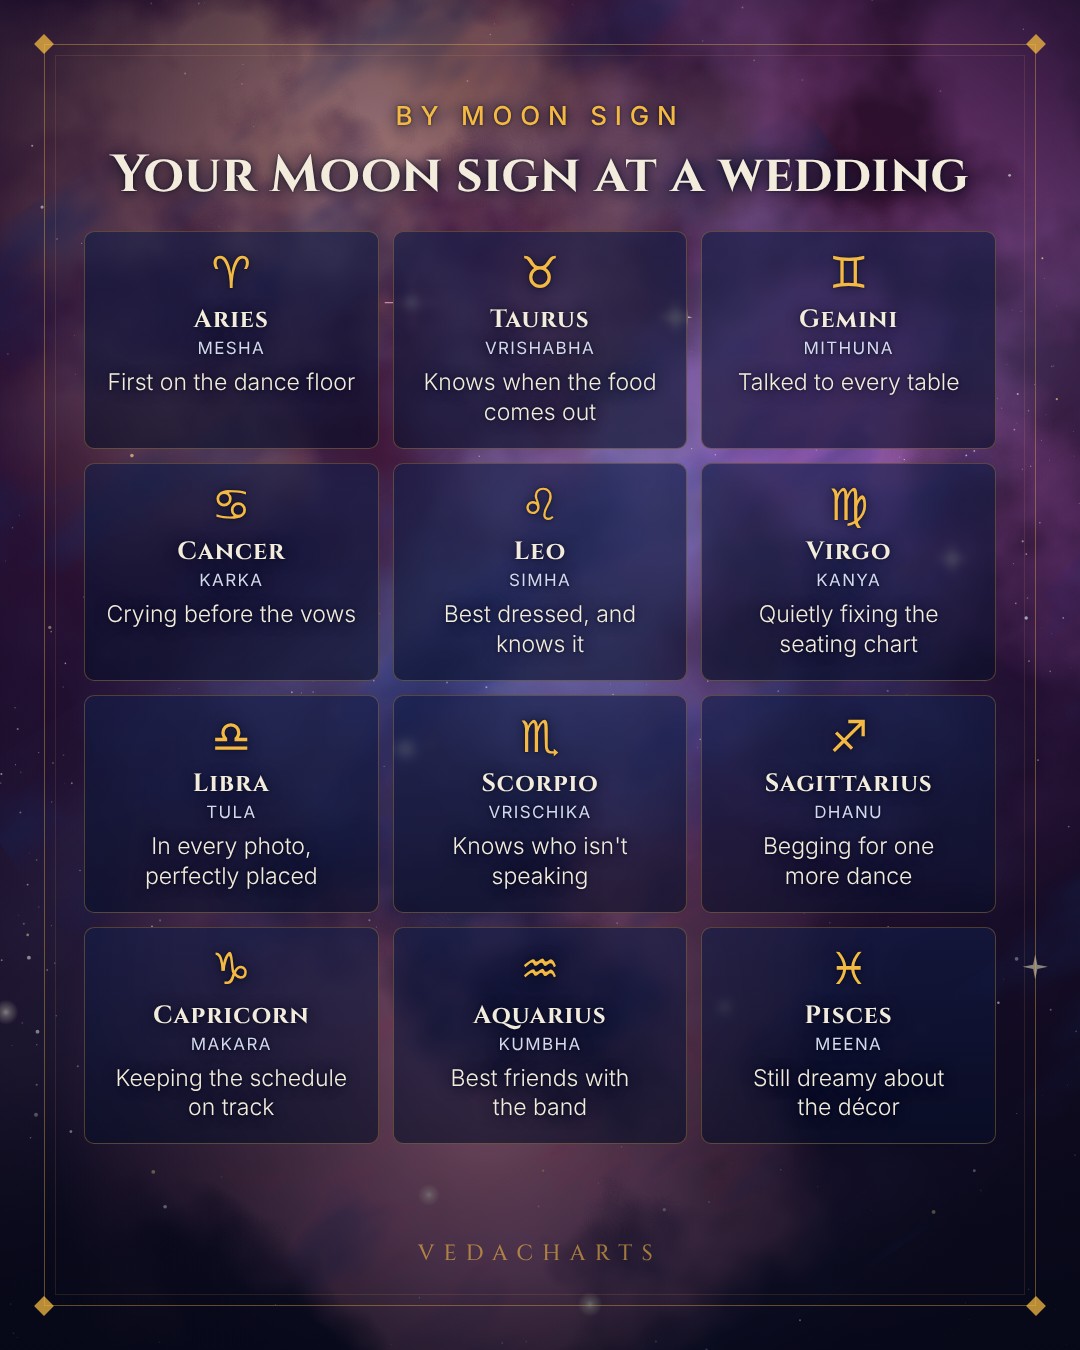 BY MOON SIGN
Your Moon sign at a wedding
♈
Aries
MESHA
First on the dance floor
♉
Taurus
VRISHABHA
Knows when the food
comes out
♊
Gemini
MITHUNA
Talked to every table
♋
Cancer
KARKA
Crying before the vows
♌
Leo
SIMHA
Best dressed, and
knows it
♍
Virgo
KANYA
Quietly fixing the
seating chart
♎
Libra
TULA
In every photo,
perfectly placed
♏
Scorpio
VRISCHIKA
Knows who isn't
speaking
♐
Sagittarius
DHANU
Begging for one
more dance
♑
Capricorn
MAKARA
Keeping the schedule
on track
♒
Aquarius
KUMBHA
Best friends with
the band
♓
Pisces
MEENA
Still dreamy about
the décor
VEDACHARTS